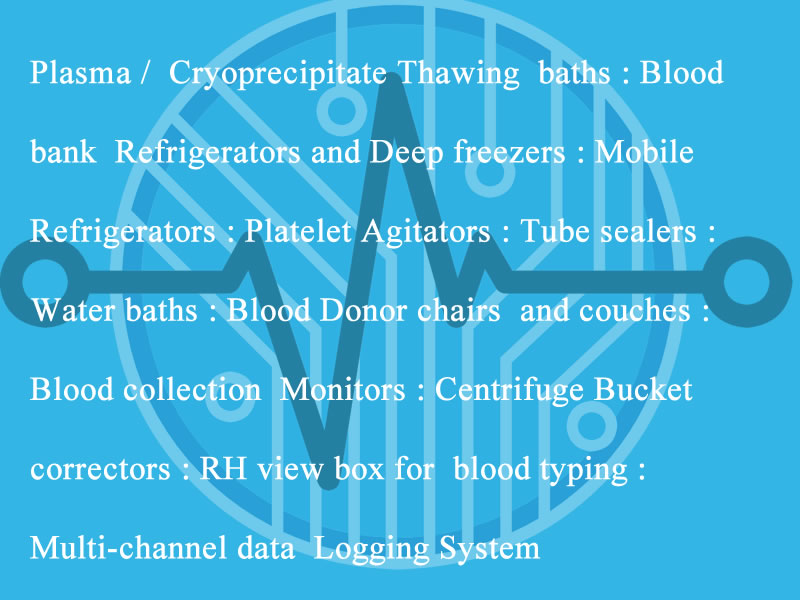 Plasma /  Cryoprecipitate Thawing  baths : Blood
bank  Refrigerators and Deep freezers : Mobile
Refrigerators : Platelet Agitators : Tube sealers :
Water baths : Blood Donor chairs  and couches :
Blood collection  Monitors : Centrifuge Bucket
correctors : RH view box for  blood typing :
Multi-channel data  Logging System